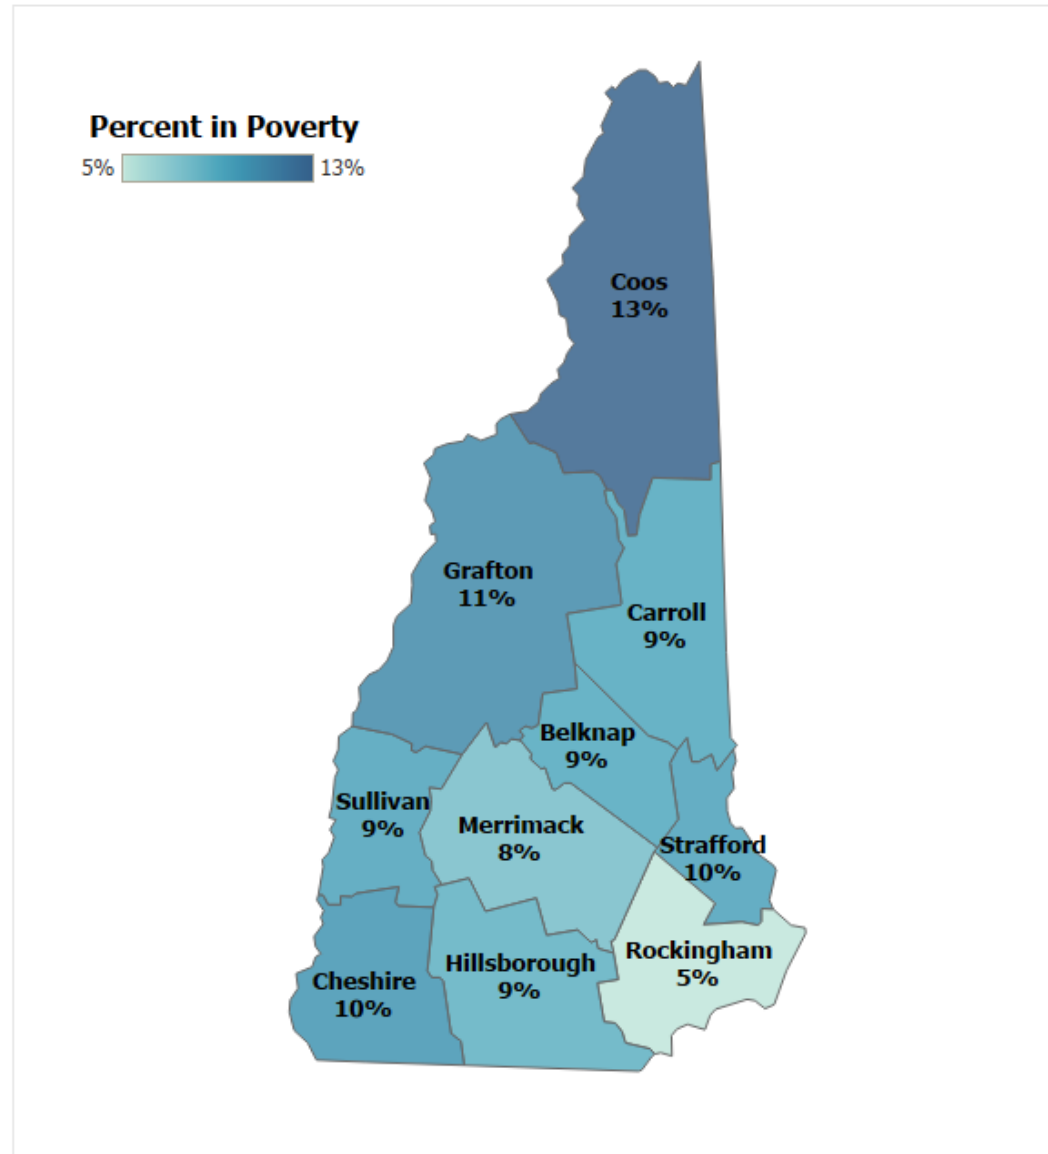 Percent in Poverty
5% 13%
Coos
13%
Grafton
11%
Carroll
9%
Belknap
9%
Sullivan
9%
Merrimack
8%
Strafford
10%
Rockingham
5%
Hillsborough
9%
Cheshire
10%